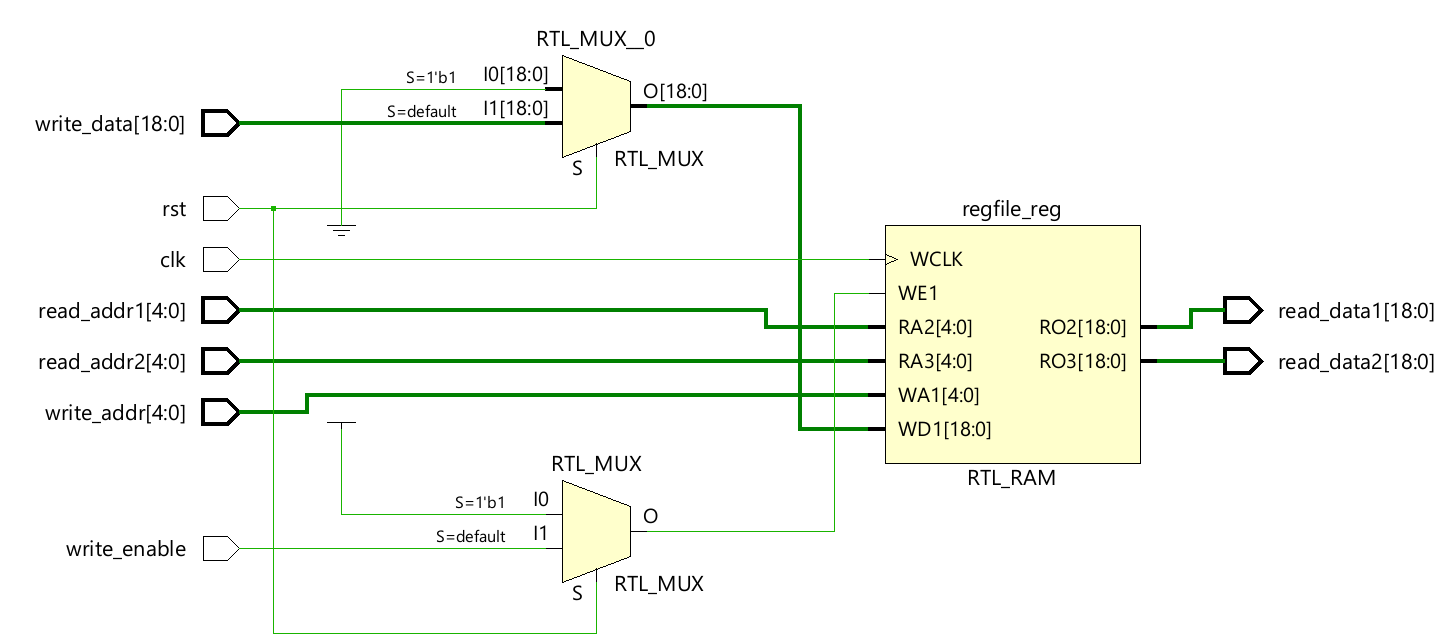 RTL_MUX__0
S=1'b1 I0[18:0]
O[18:0]
S=default I1[18:0]
write_data[18:0]
S
RTL_MUX
rst
regfile_reg
clk
WCLK
WE1
read_addr1[4:0]
RA2[4:0]
RO2[18:0]
read_data1[18:0]
read_addr2[4:0]
RA3[4:0]
RO3[18:0]
read_data2[18:0]
write_addr[4:0]
WA1[4:0]
WD1[18:0]
RTL_MUX
RTL_RAM
S=1'b1 I0
O
S=default I1
write_enable
S
RTL_MUX